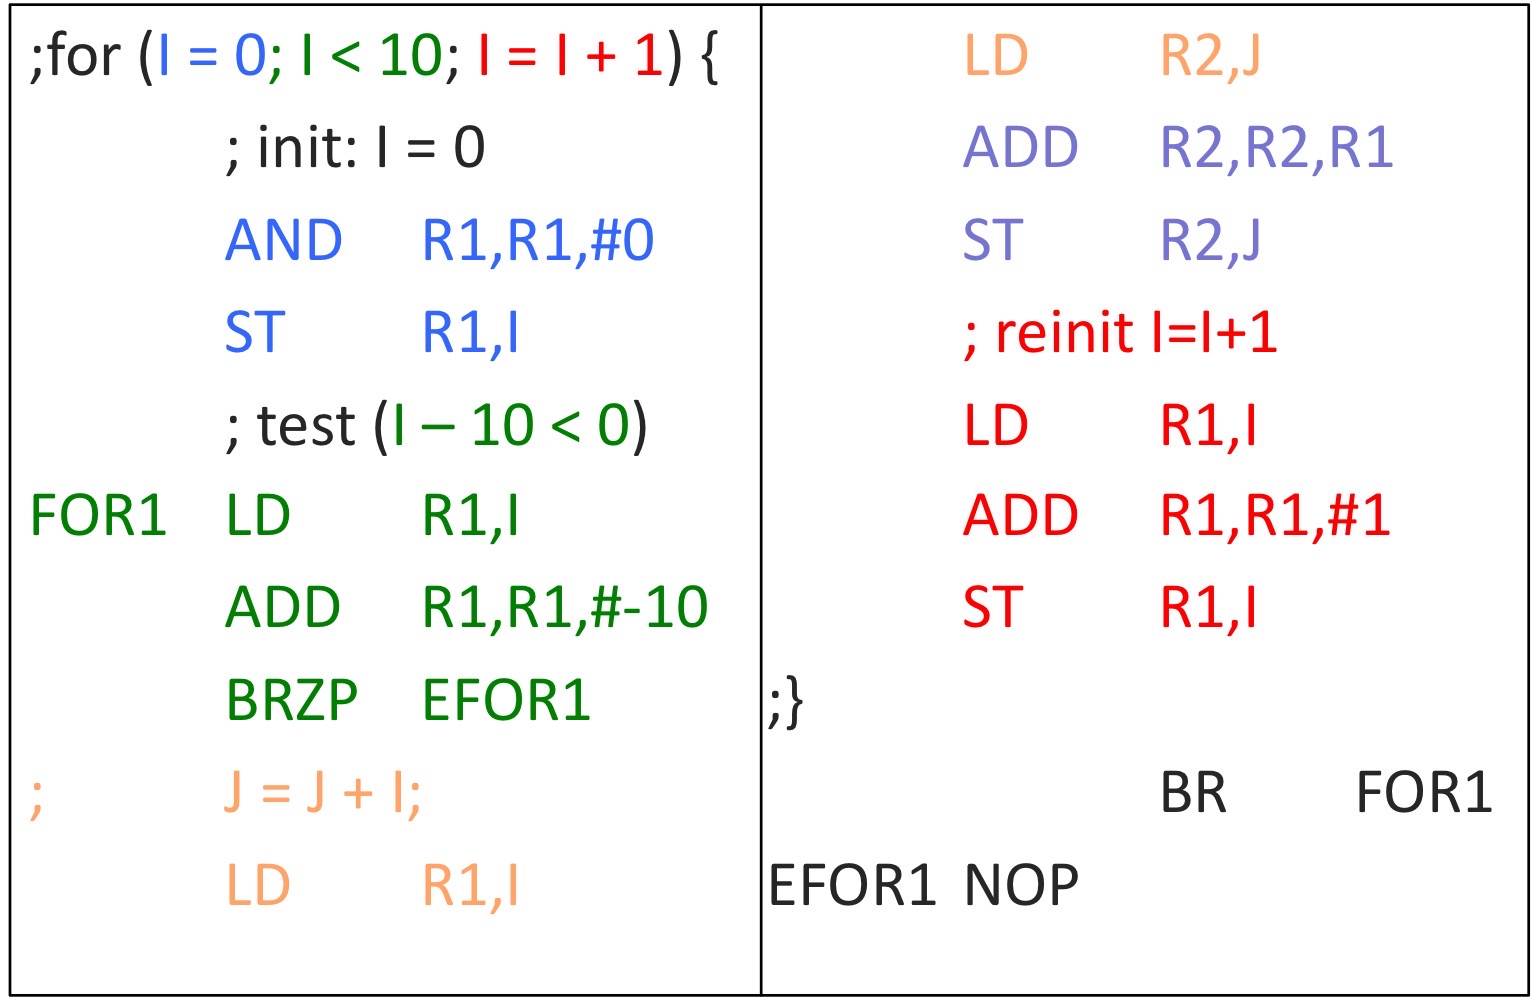 ;for (I = 0; I < 10; I = I + 1) {
; init: I = 0
AND R1,R1,#0
ST R1,I
; test (I – 10 < 0)
FOR1 LD R1,I
ADD R1,R1,#-10
BRZP EFOR1
; J = J + I;
LD R1,I
LD R2,J
ADD R2,R2,R1
ST R2,J
; reinit I=I+1
LD R1,I
ADD R1,R1,#1
ST R1,I
;}
BR FOR1
EFOR1 NOP